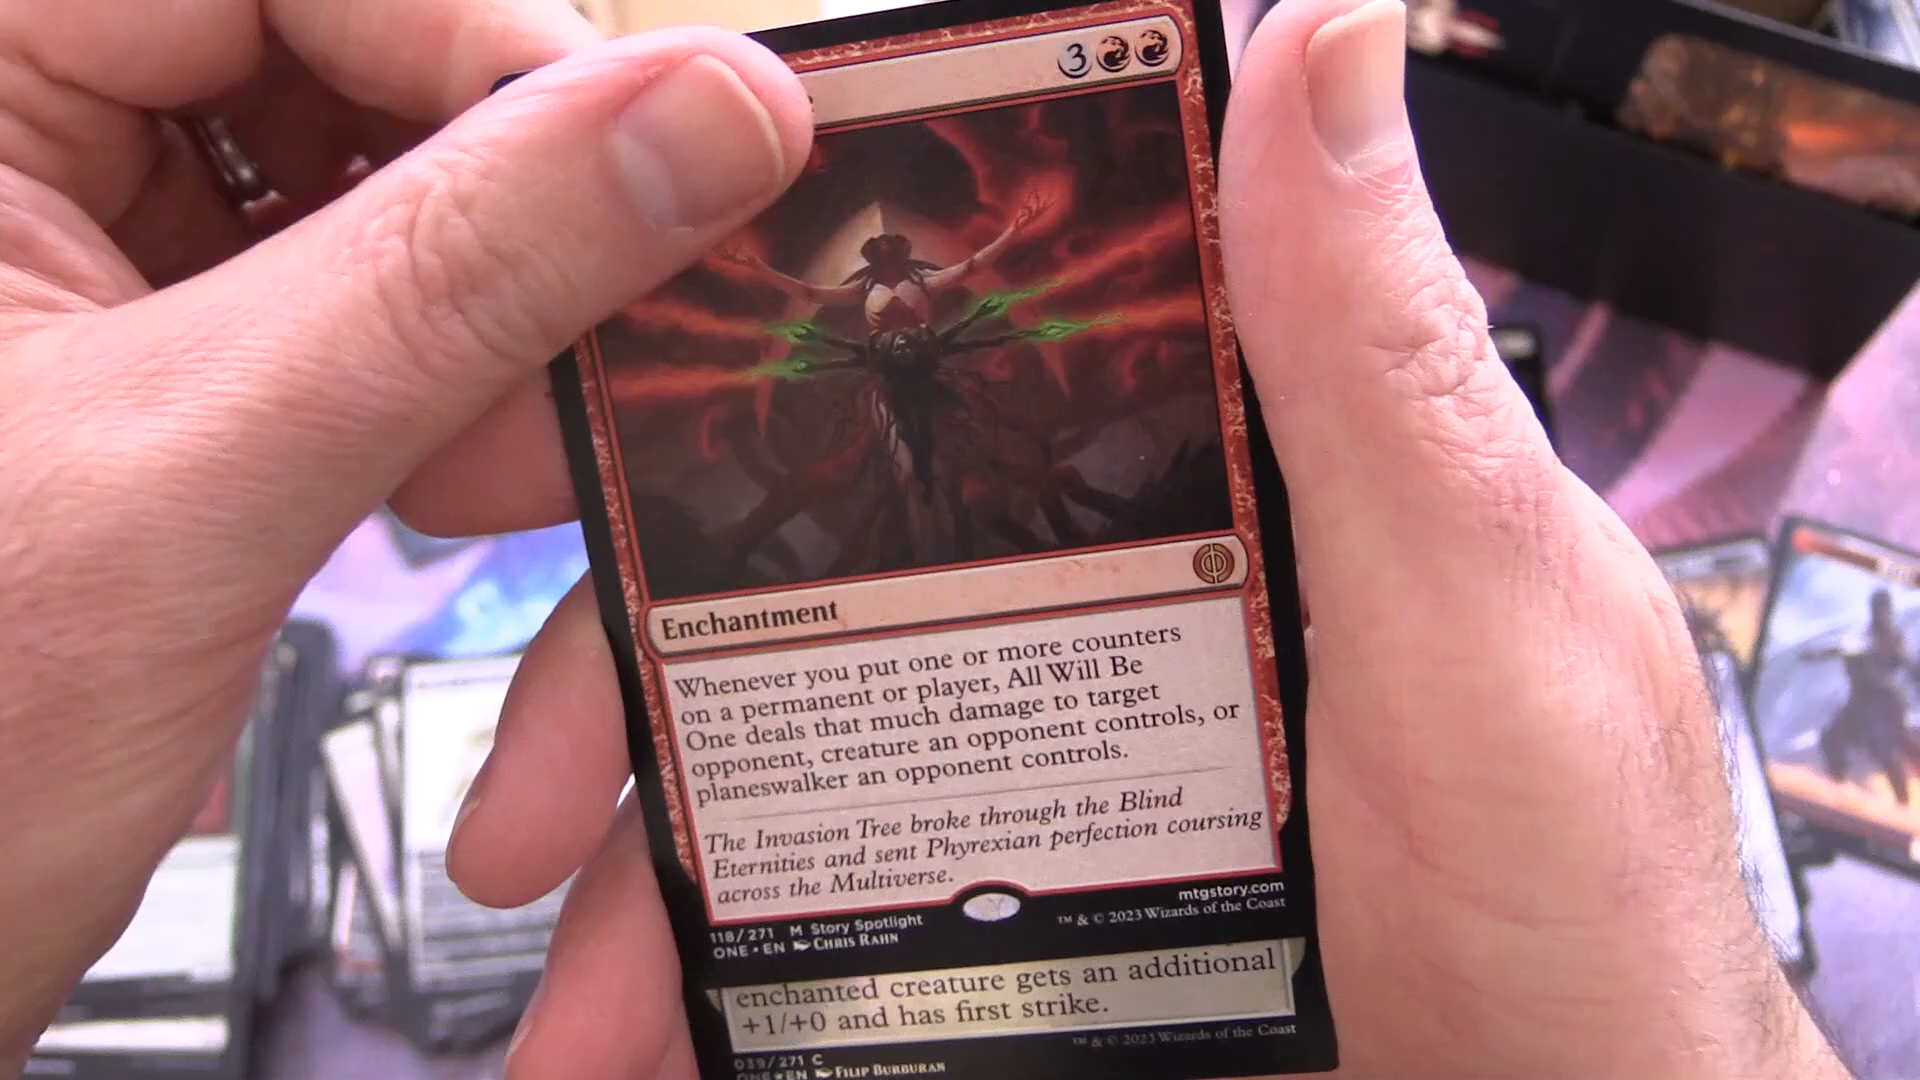 3
Enchantment
Whenever you put one or more counters
on a permanent or player, All Will Be
One deals that much damage to target
opponent, creature an opponent controls, or
planeswalker an opponent controls.
The Invasion Tree broke through the Blind
Eternities and sent Phyrexian perfection coursing
across the Multiverse.
mtgstory.com
118/271 M Story Spotlight
ONE • EN Chris Rahn
™ & © 2023 Wizards of the Coast
enchanted creature gets an additional
+1/+0 and has first strike.
™ & © 2023 Wizards of the Coast
039/271 C
ONE ★ EN Filip Burburan